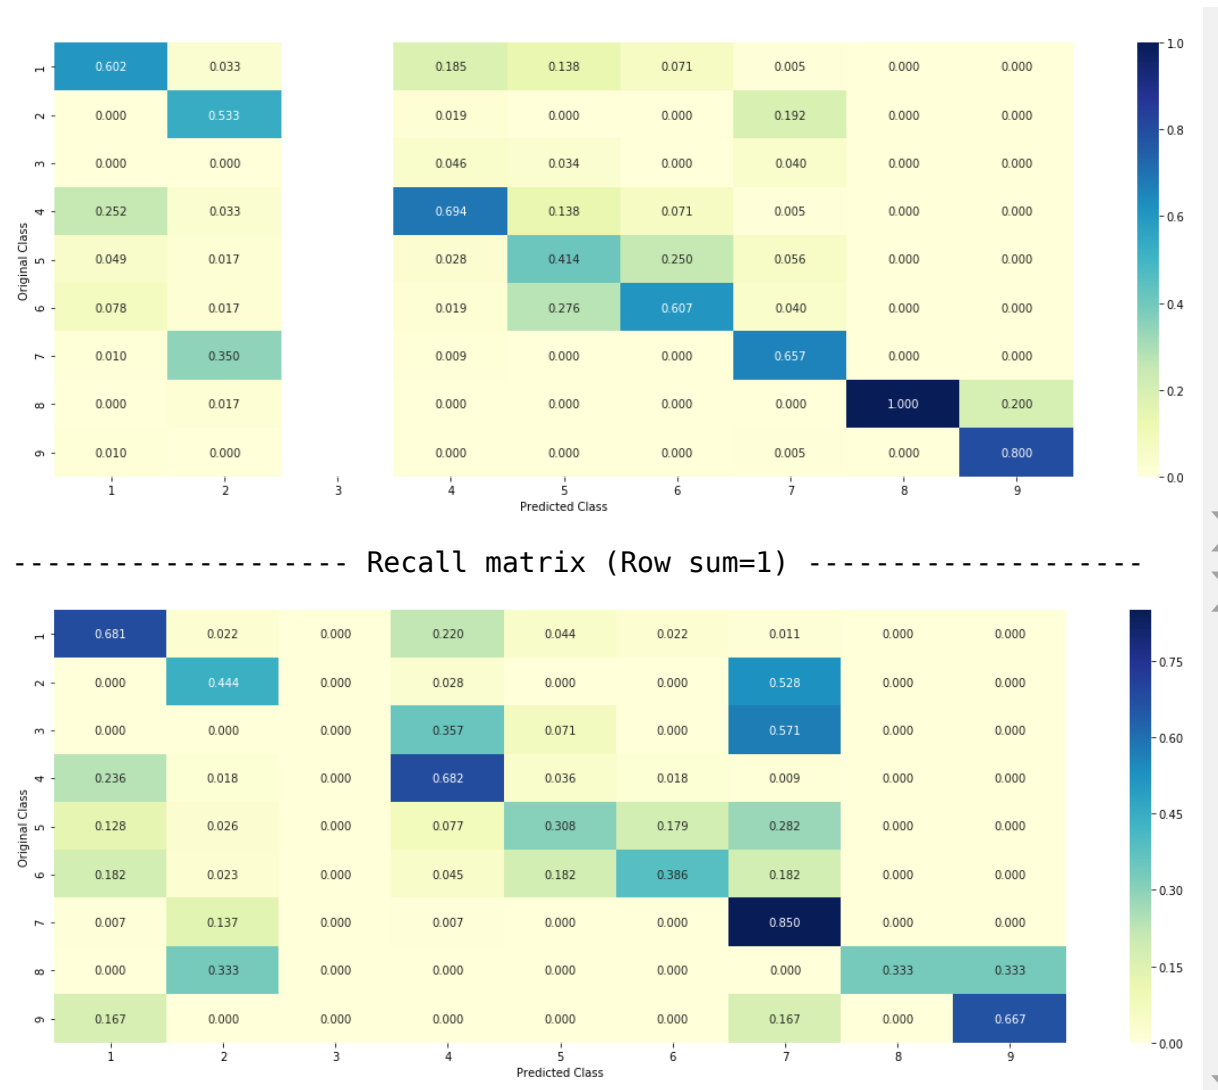 1 0.602 0.033 0.185 0.138 0.071 0.005 0.000 0.000
2 0.000 0.533 0.019 0.000 0.000 0.192 0.000 0.000
3 0.000 0.000 0.046 0.034 0.000 0.040 0.000 0.000
4 0.252 0.033 0.694 0.138 0.071 0.005 0.000 0.000
5 0.049 0.017 0.028 0.414 0.250 0.056 0.000 0.000
6 0.078 0.017 0.019 0.276 0.607 0.040 0.000 0.000
7 0.010 0.350 0.009 0.000 0.000 0.657 0.000 0.000
8 0.000 0.017 0.000 0.000 0.000 0.000 1.000 0.200
9 0.010 0.000 0.000 0.000 0.000 0.005 0.000 0.800
Original Class
1 2 3 4 5 6 7 8 9
Predicted Class
1.0
0.8
0.6
0.4
0.2
0.0
-------------------- Recall matrix (Row sum=1) --------------------
1 0.681 0.022 0.000 0.220 0.044 0.022 0.011 0.000 0.000
2 0.000 0.444 0.000 0.028 0.000 0.000 0.528 0.000 0.000
3 0.000 0.000 0.000 0.357 0.071 0.000 0.571 0.000 0.000
4 0.236 0.018 0.000 0.682 0.036 0.018 0.009 0.000 0.000
5 0.128 0.026 0.000 0.077 0.308 0.179 0.282 0.000 0.000
6 0.182 0.023 0.000 0.045 0.182 0.386 0.182 0.000 0.000
7 0.007 0.137 0.000 0.007 0.000 0.000 0.850 0.000 0.000
8 0.000 0.333 0.000 0.000 0.000 0.000 0.000 0.333 0.333
9 0.167 0.000 0.000 0.000 0.000 0.000 0.167 0.000 0.667
Original Class
1 2 3 4 5 6 7 8 9
Predicted Class
0.75
0.60
0.45
0.30
0.15
0.00